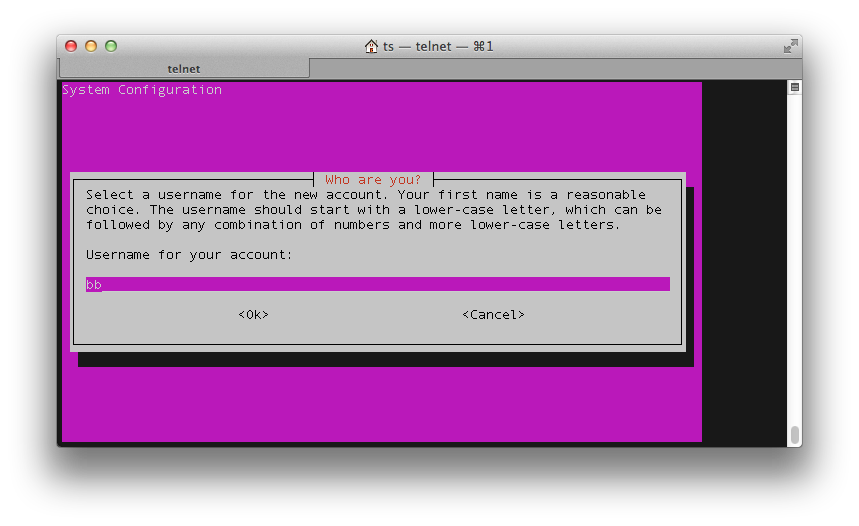 ts — telnet — ⌘1
telnet
System Configuration
Who are you?
Select a username for the new account. Your first name is a reasonable
choice. The username should start with a lower-case letter, which can be
followed by any combination of numbers and more lower-case letters.
Username for your account:
bb
<Ok> <Cancel>